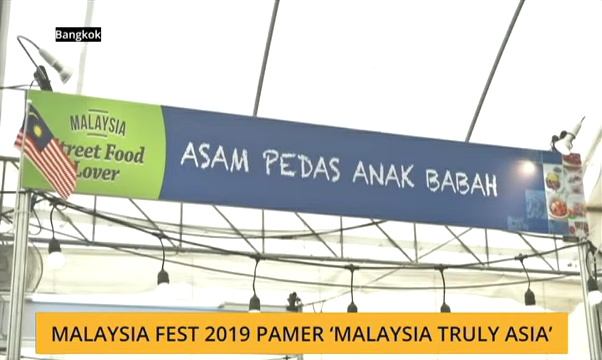 Bangkok
MALAYSIA
Street Food
Lover
ASAM PEDAS ANAK BABAH
MALAYSIA FEST 2019 PAMER ‘MALAYSIA TRULY ASIA’